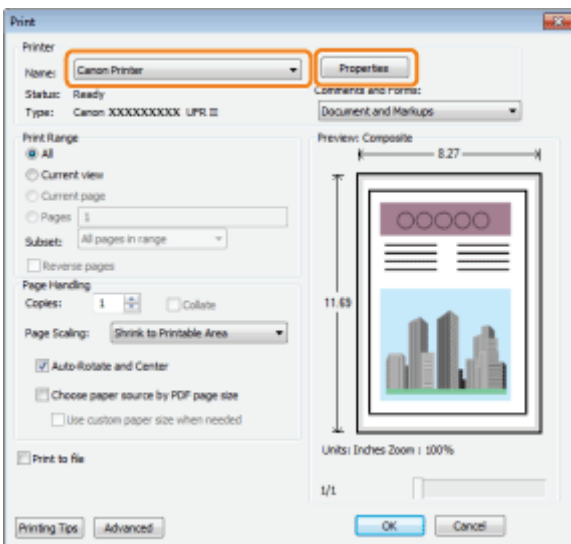 Print
Printer
Name: Canon Printer Properties
Status: Ready Comments and Forms:
Type: Canon XXXXXXXXX UFR II Document and Markups
Print Range Preview: Composite
All 8.27
Current view
Current page
Pages 1
Subset: All pages in range
Reverse pages
Page Handling
Copies: 1 Collate 11.69
Page Scaling: Shrink to Printable Area
Auto-Rotate and Center
Choose paper source by PDF page size
Use custom paper size when needed
Units: Inches Zoom : 100%
Print to file
1/1
Printing Tips Advanced OK Cancel